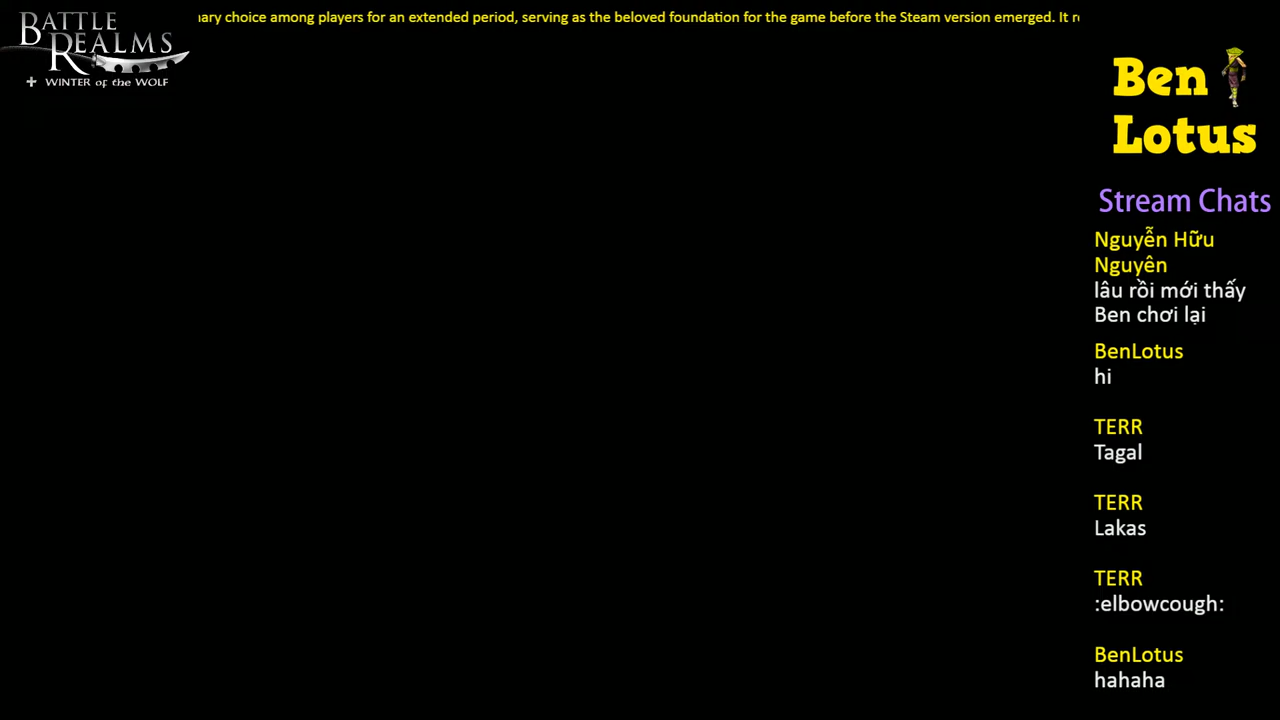 ary choice among players for an extended period, serving as the beloved foundation for the game before the Steam version emerged. It r
BATTLE
REALMS
+ WINTER of the WOLF
Ben
Lotus
Stream Chats
Nguyễn Hữu
Nguyên
lâu rồi mới thấy
Ben chơi lại
BenLotus
hi
TERR
Tagal
TERR
Lakas
TERR
:elbowcough:
BenLotus
hahaha